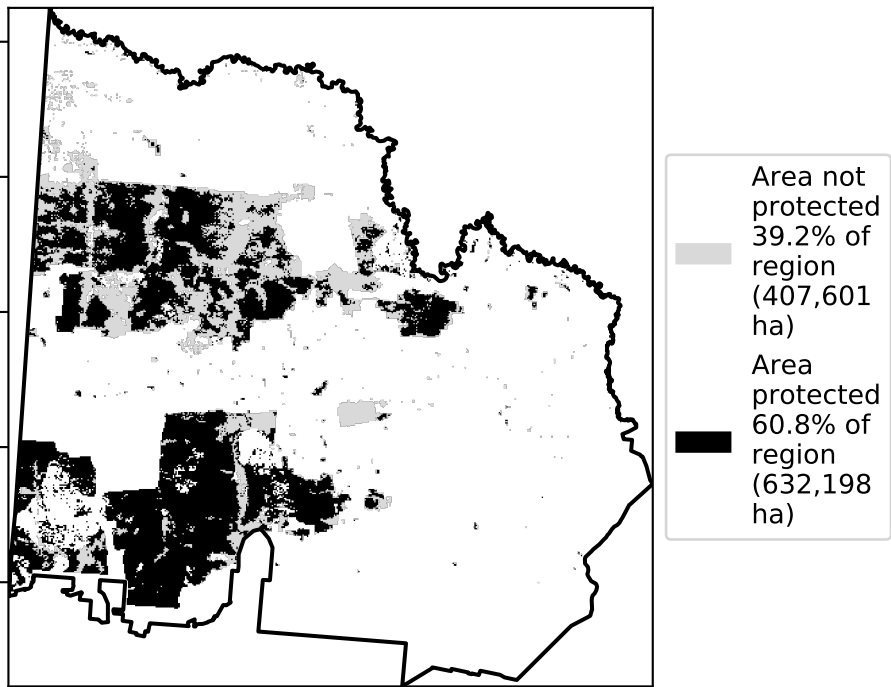 Area not
protected
39.2% of
region
(407,601
ha)
Area
protected
60.8% of
region
(632,198
ha)